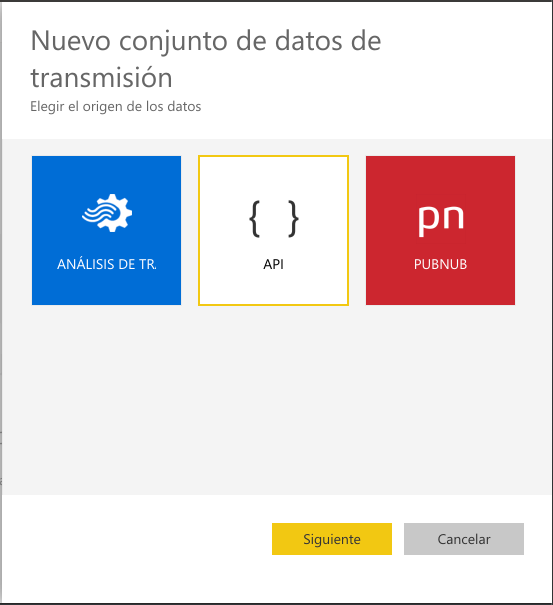 Nuevo conjunto de datos de
transmisión
Elegir el origen de los datos
{ }
pn
ANÁLISIS DE TR.
API
PUBNUB
Siguiente
Cancelar